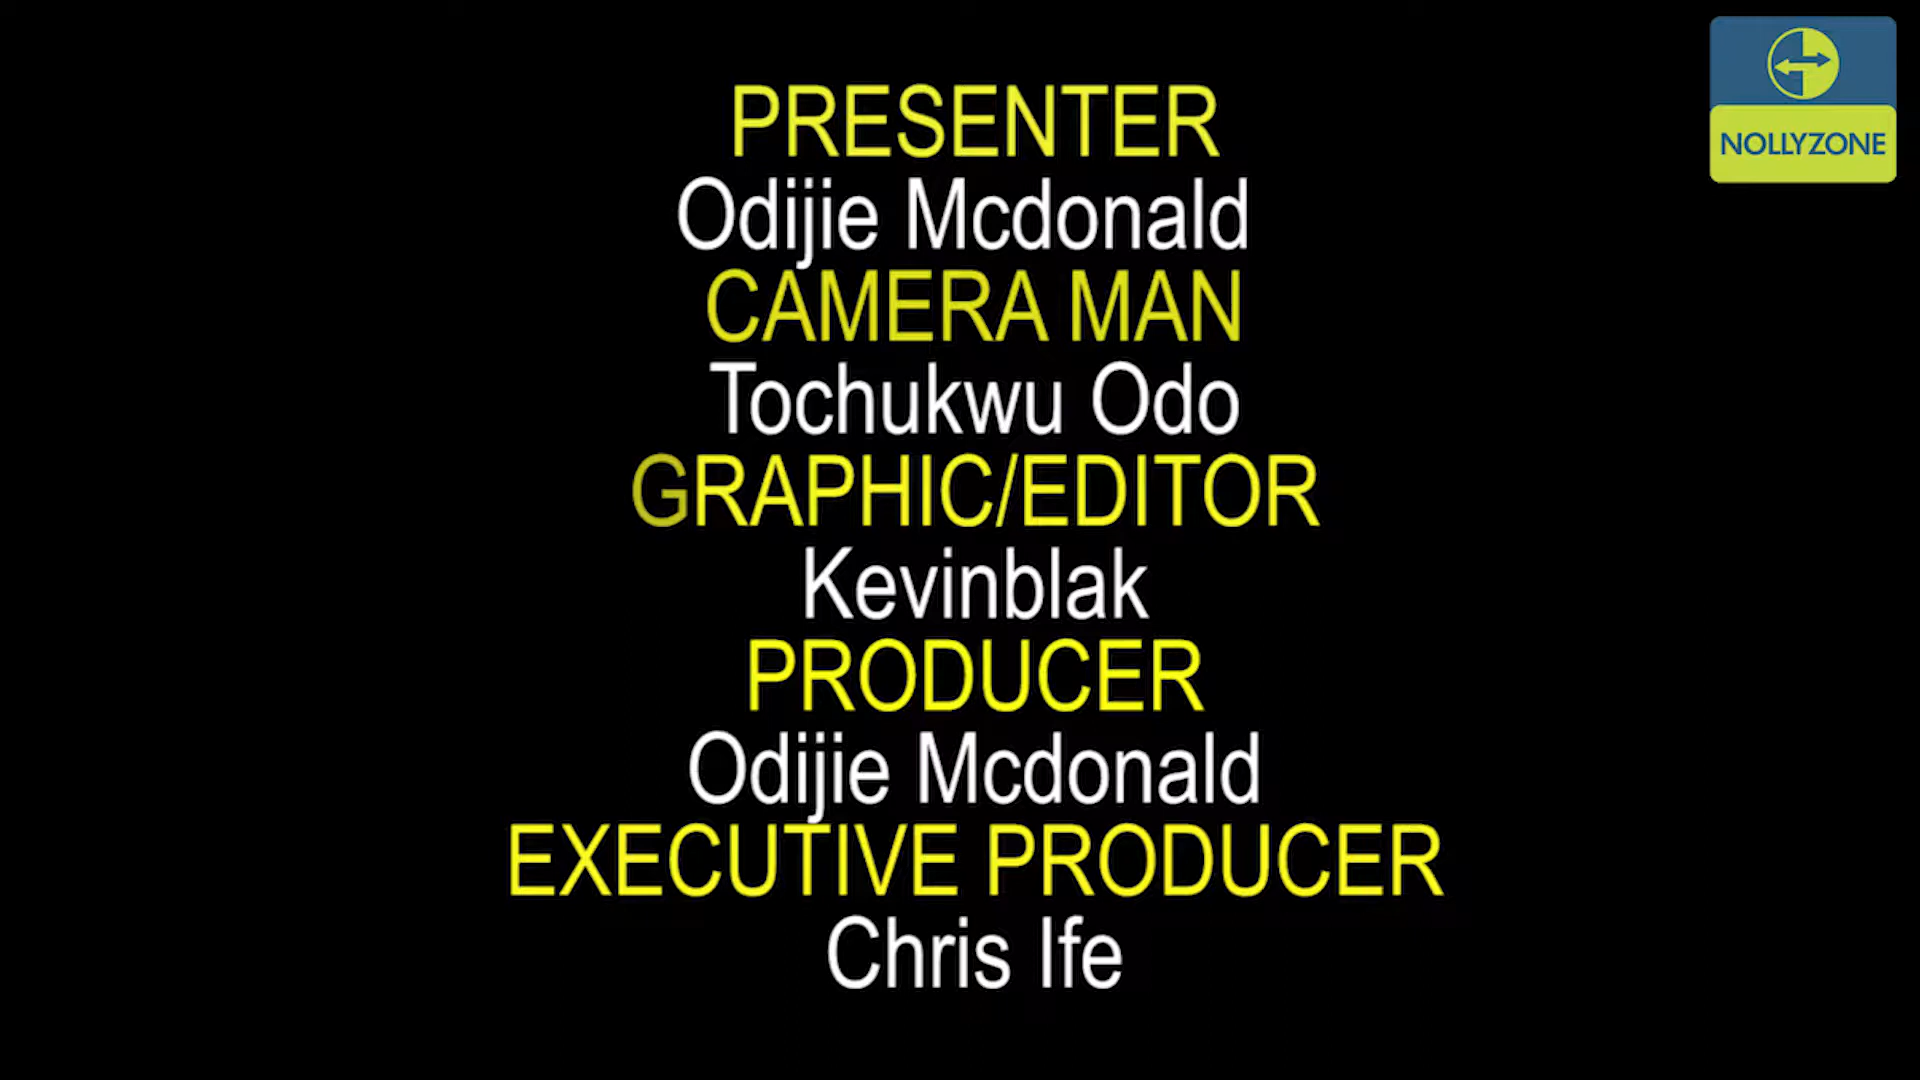 PRESENTER
Odijie Mcdonald
CAMERA MAN
Tochukwu Odo
GRAPHIC/EDITOR
Kevinblak
PRODUCER
Odijie Mcdonald
EXECUTIVE PRODUCER
Chris Ife
NOLLYZONE